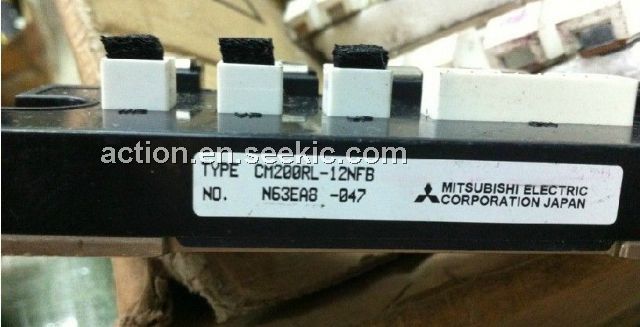 action.en.seekic.com
TYPE CM200RL-12NFB
NO. N63EA8 -047
MITSUBISHI ELECTRIC
CORPORATION JAPAN